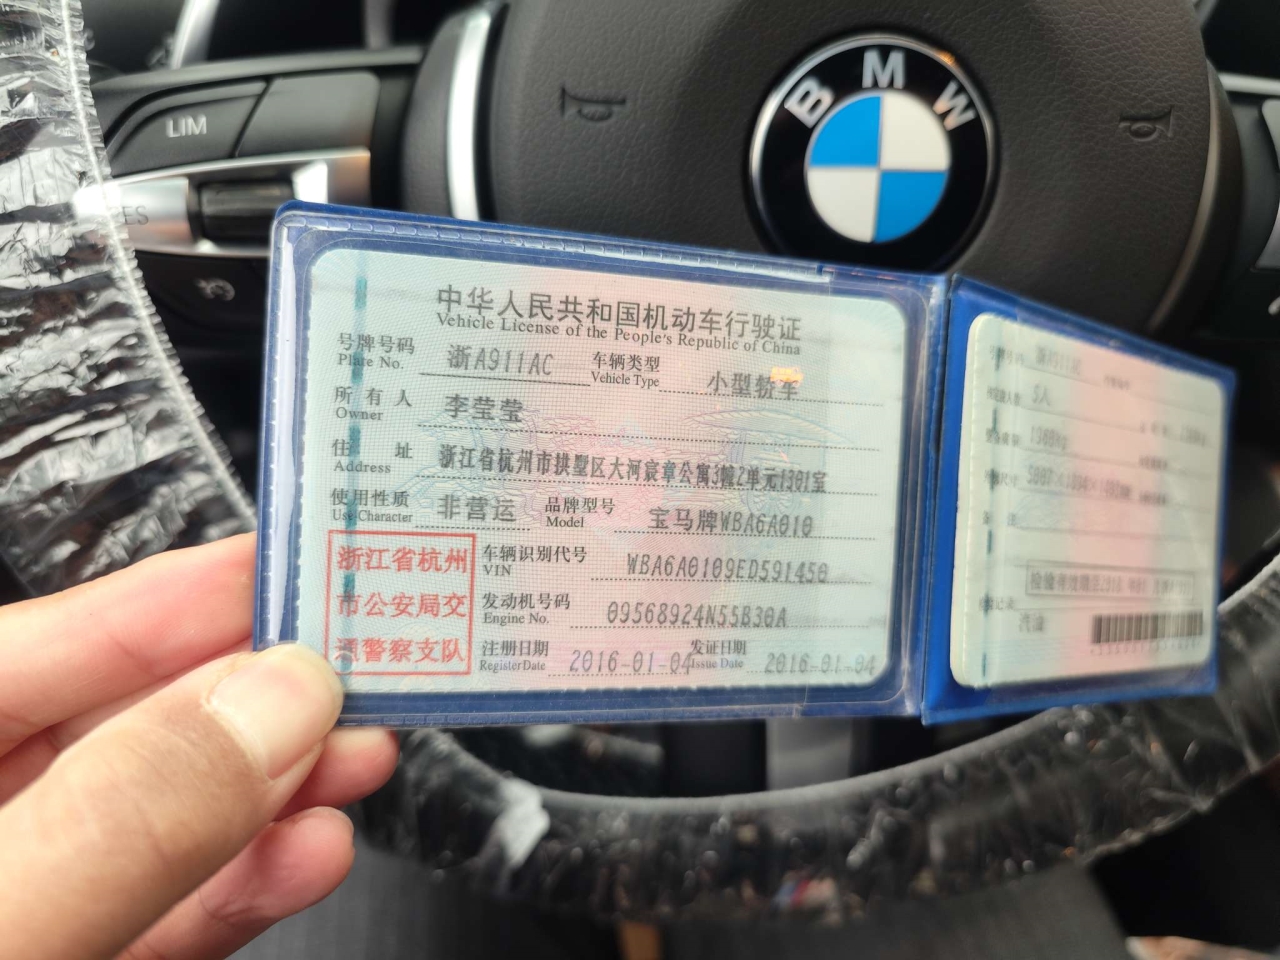 LIM
BMW
中华人民共和国机动车行驶证
Vehicle License of the People's Republic of China
号牌号码 浙A911AC 车辆类型 小型轿车
Plate No. Vehicle Type
所有人 李莹莹
Owner
住址 浙江省杭州市拱墅区大河宸章公寓3幢2单元1301室
Address
使用性质 非营运 品牌型号 宝马牌WBA6A010
Use Character Model
浙江省杭州
市公安局交
通警察支队
车辆识别代号 WBA6A0109ED591450
VIN
发动机号码 09568924N55B30A
Engine No.
注册日期 2016-01-04 发证日期 2016-01-04
Register Date Issue Date
5人
汽油